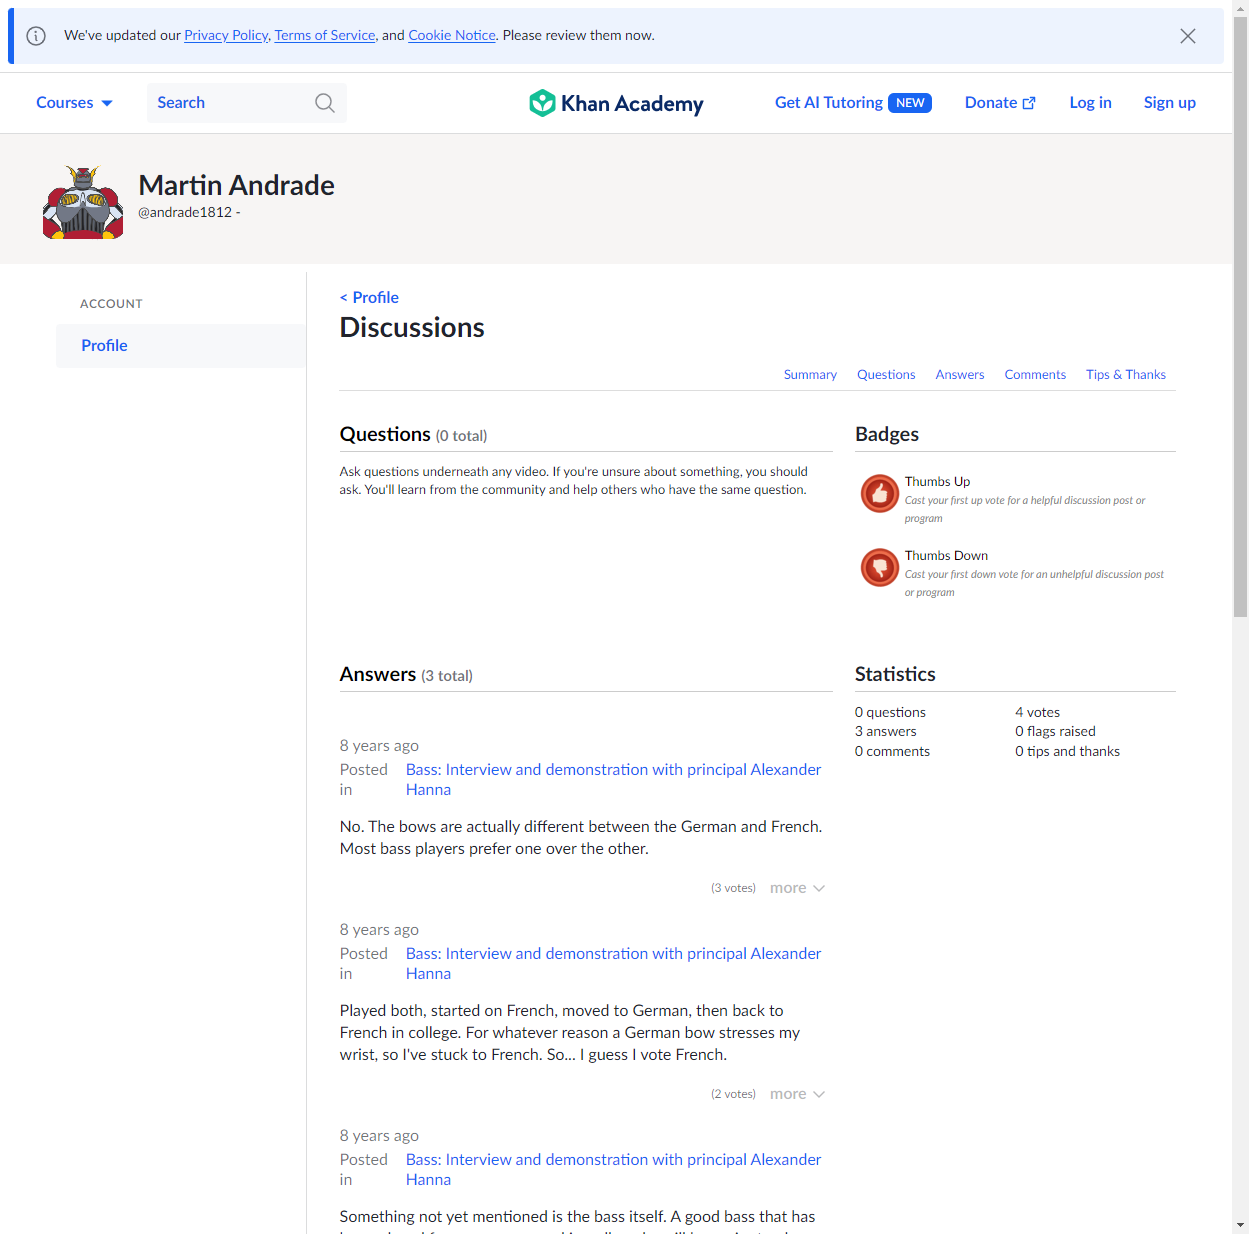 We've updated our Privacy Policy, Terms of Service, and Cookie Notice. Please review them now.
Courses
Search
Khan Academy
Get AI Tutoring NEW
Donate
Log in
Sign up
Martin Andrade
@andrade1812 -
ACCOUNT
Profile
< Profile
Discussions
Summary Questions Answers Comments Tips & Thanks
Questions (0 total)
Ask questions underneath any video. If you're unsure about something, you should
ask. You'll learn from the community and help others who have the same question.
Badges
Thumbs Up
Cast your first up vote for a helpful discussion post or
program
Thumbs Down
Cast your first down vote for an unhelpful discussion post
or program
Answers (3 total)
8 years ago
Posted in
Bass: Interview and demonstration with principal Alexander
Hanna
No. The bows are actually different between the German and French.
Most bass players prefer one over the other.
(3 votes) more
8 years ago
Posted in
Bass: Interview and demonstration with principal Alexander
Hanna
Played both, started on French, moved to German, then back to
French in college. For whatever reason a German bow stresses my
wrist, so I've stuck to French. So... I guess I vote French.
(2 votes) more
8 years ago
Posted in
Bass: Interview and demonstration with principal Alexander
Hanna
Something not yet mentioned is the bass itself. A good bass that has
Statistics
0 questions
3 answers
0 comments
4 votes
0 flags raised
0 tips and thanks